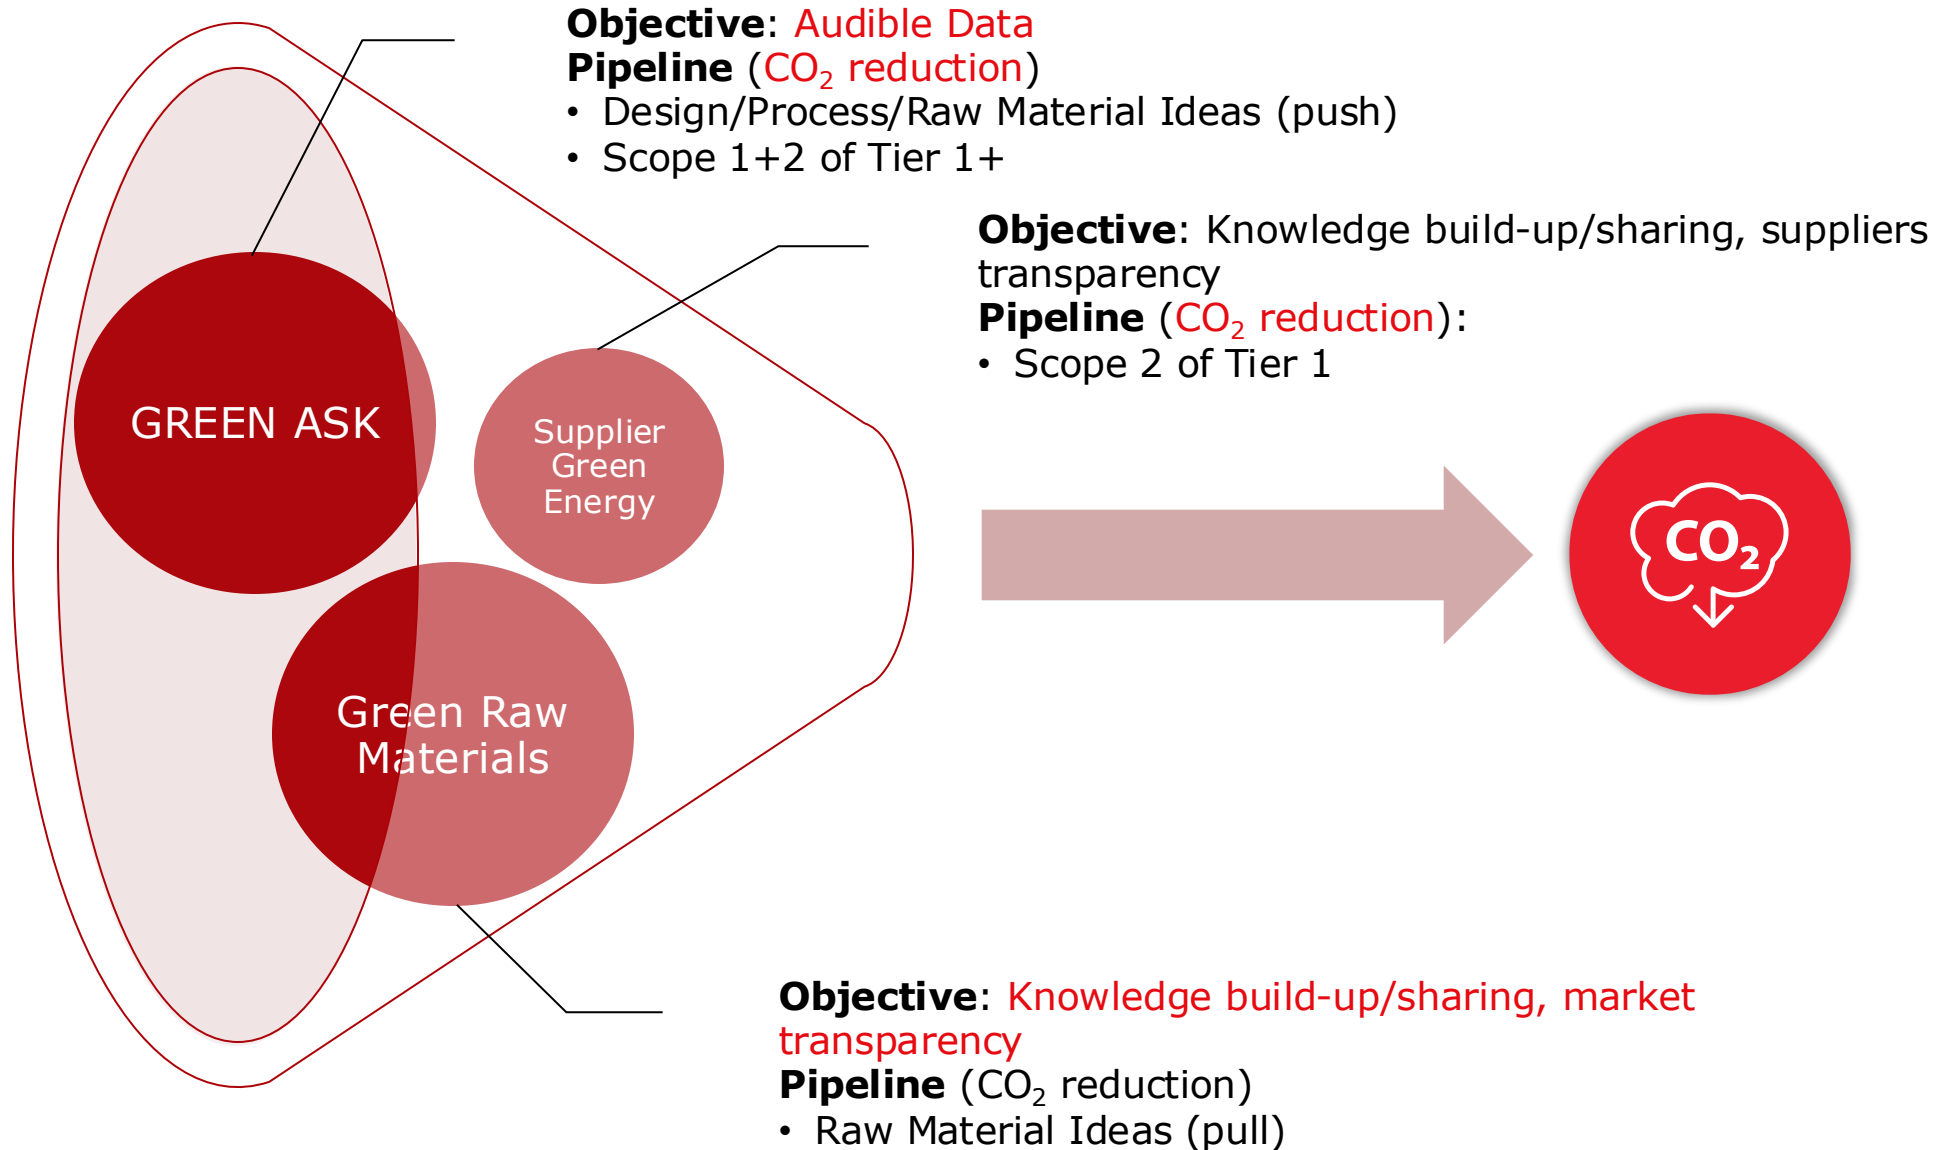 Objective: Audible Data
Pipeline (CO₂ reduction)
• Design/Process/Raw Material Ideas (push)
• Scope 1+2 of Tier 1+
Objective: Knowledge build-up/sharing, suppliers
transparency
Pipeline (CO₂ reduction):
• Scope 2 of Tier 1
GREEN ASK
Supplier
Green
Energy
CO₂
Green Raw
Materials
Objective: Knowledge build-up/sharing, market
transparency
Pipeline (CO₂ reduction)
• Raw Material Ideas (pull)